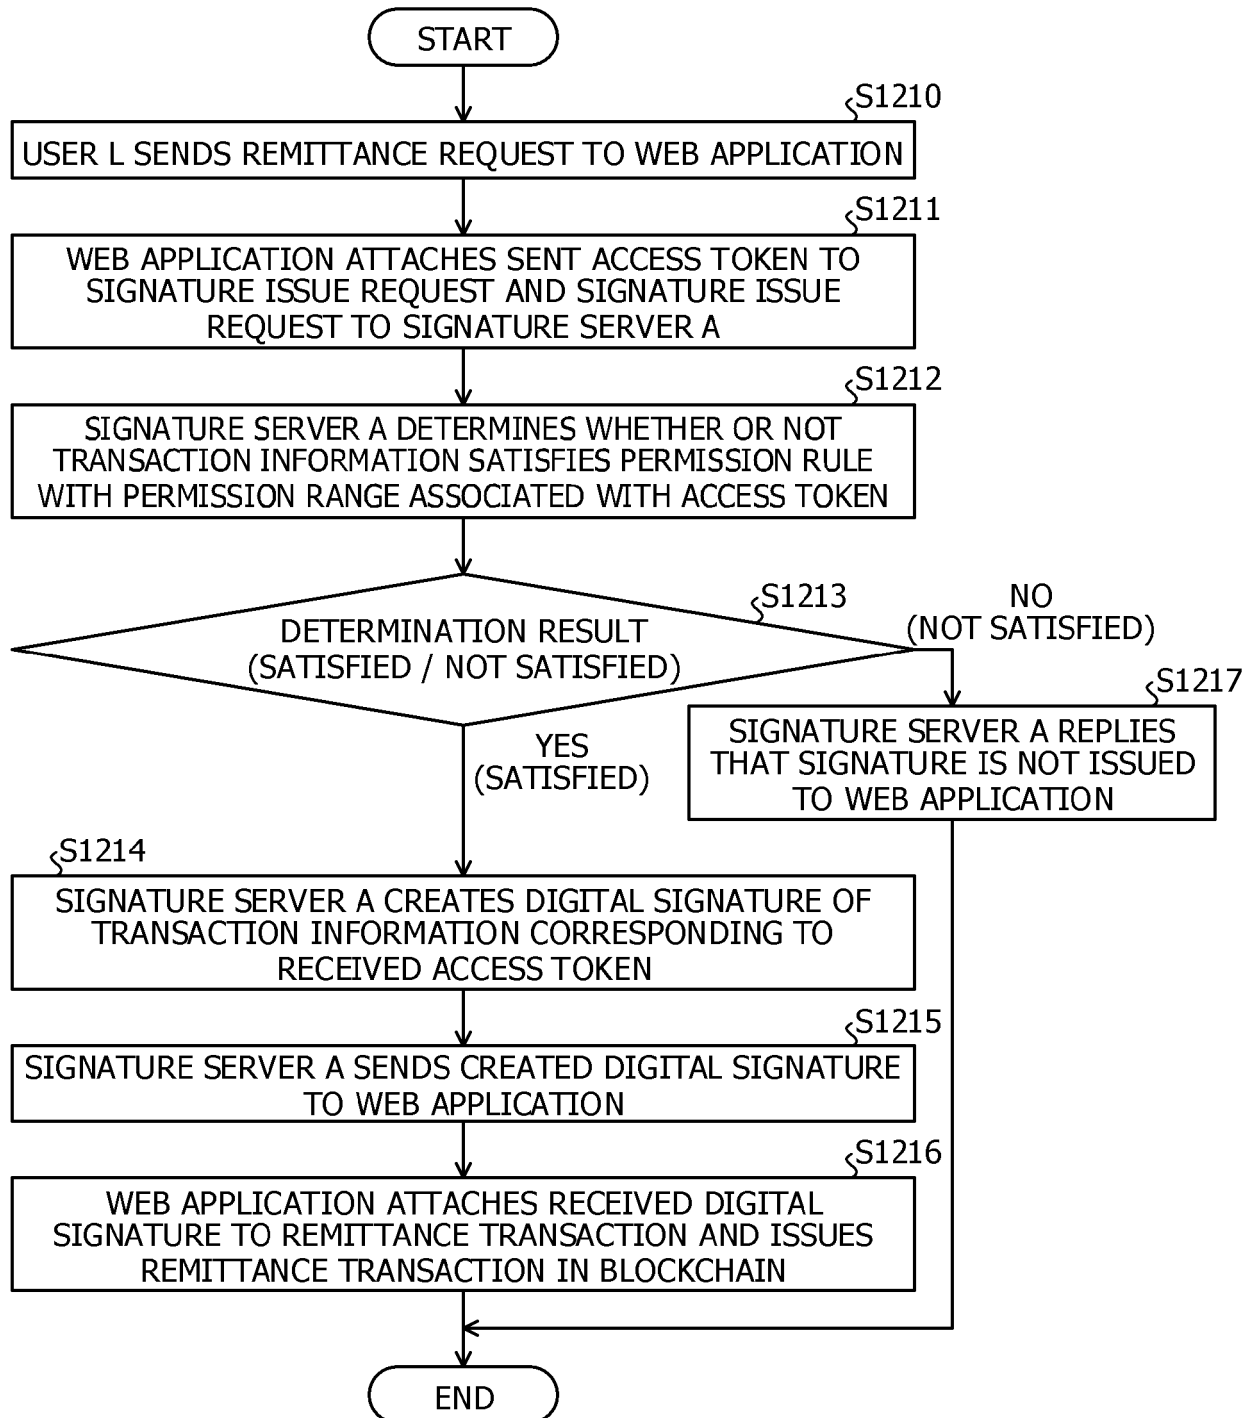 START
S1210
USER L SENDS REMITTANCE REQUEST TO WEB APPLICATION
S1211
WEB APPLICATION ATTACHES SENT ACCESS TOKEN TO
SIGNATURE ISSUE REQUEST AND SIGNATURE ISSUE
REQUEST TO SIGNATURE SERVER A
S1212
SIGNATURE SERVER A DETERMINES WHETHER OR NOT
TRANSACTION INFORMATION SATISFIES PERMISSION RULE
WITH PERMISSION RANGE ASSOCIATED WITH ACCESS TOKEN
S1213
DETERMINATION RESULT
(SATISFIED / NOT SATISFIED)
NO
(NOT SATISFIED)
S1217
SIGNATURE SERVER A REPLIES
THAT SIGNATURE IS NOT ISSUED
TO WEB APPLICATION
YES
(SATISFIED)
S1214
SIGNATURE SERVER A CREATES DIGITAL SIGNATURE OF
TRANSACTION INFORMATION CORRESPONDING TO
RECEIVED ACCESS TOKEN
S1215
SIGNATURE SERVER A SENDS CREATED DIGITAL SIGNATURE
TO WEB APPLICATION
S1216
WEB APPLICATION ATTACHES RECEIVED DIGITAL
SIGNATURE TO REMITTANCE TRANSACTION AND ISSUES
REMITTANCE TRANSACTION IN BLOCKCHAIN
END